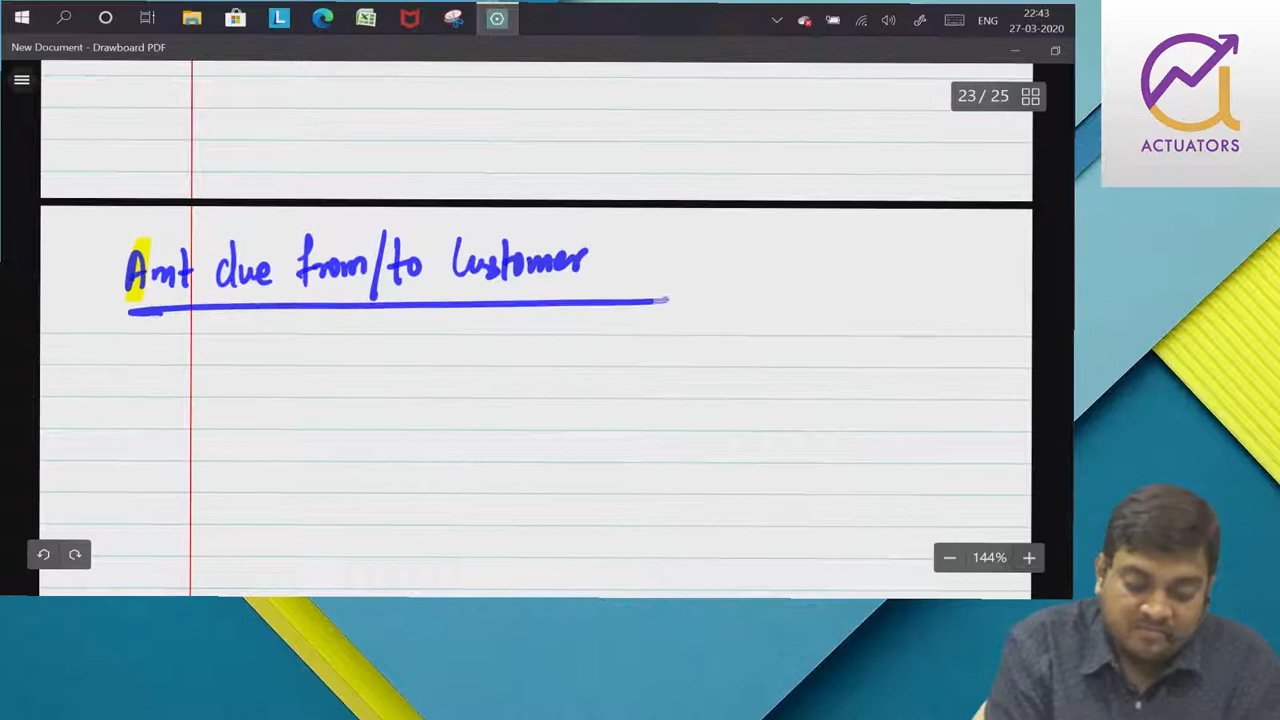 22:43
ENG
27-03-2020
New Document - Drawboard PDF
23 / 25
ACTUATORS
Amt due from/to Customer
144%